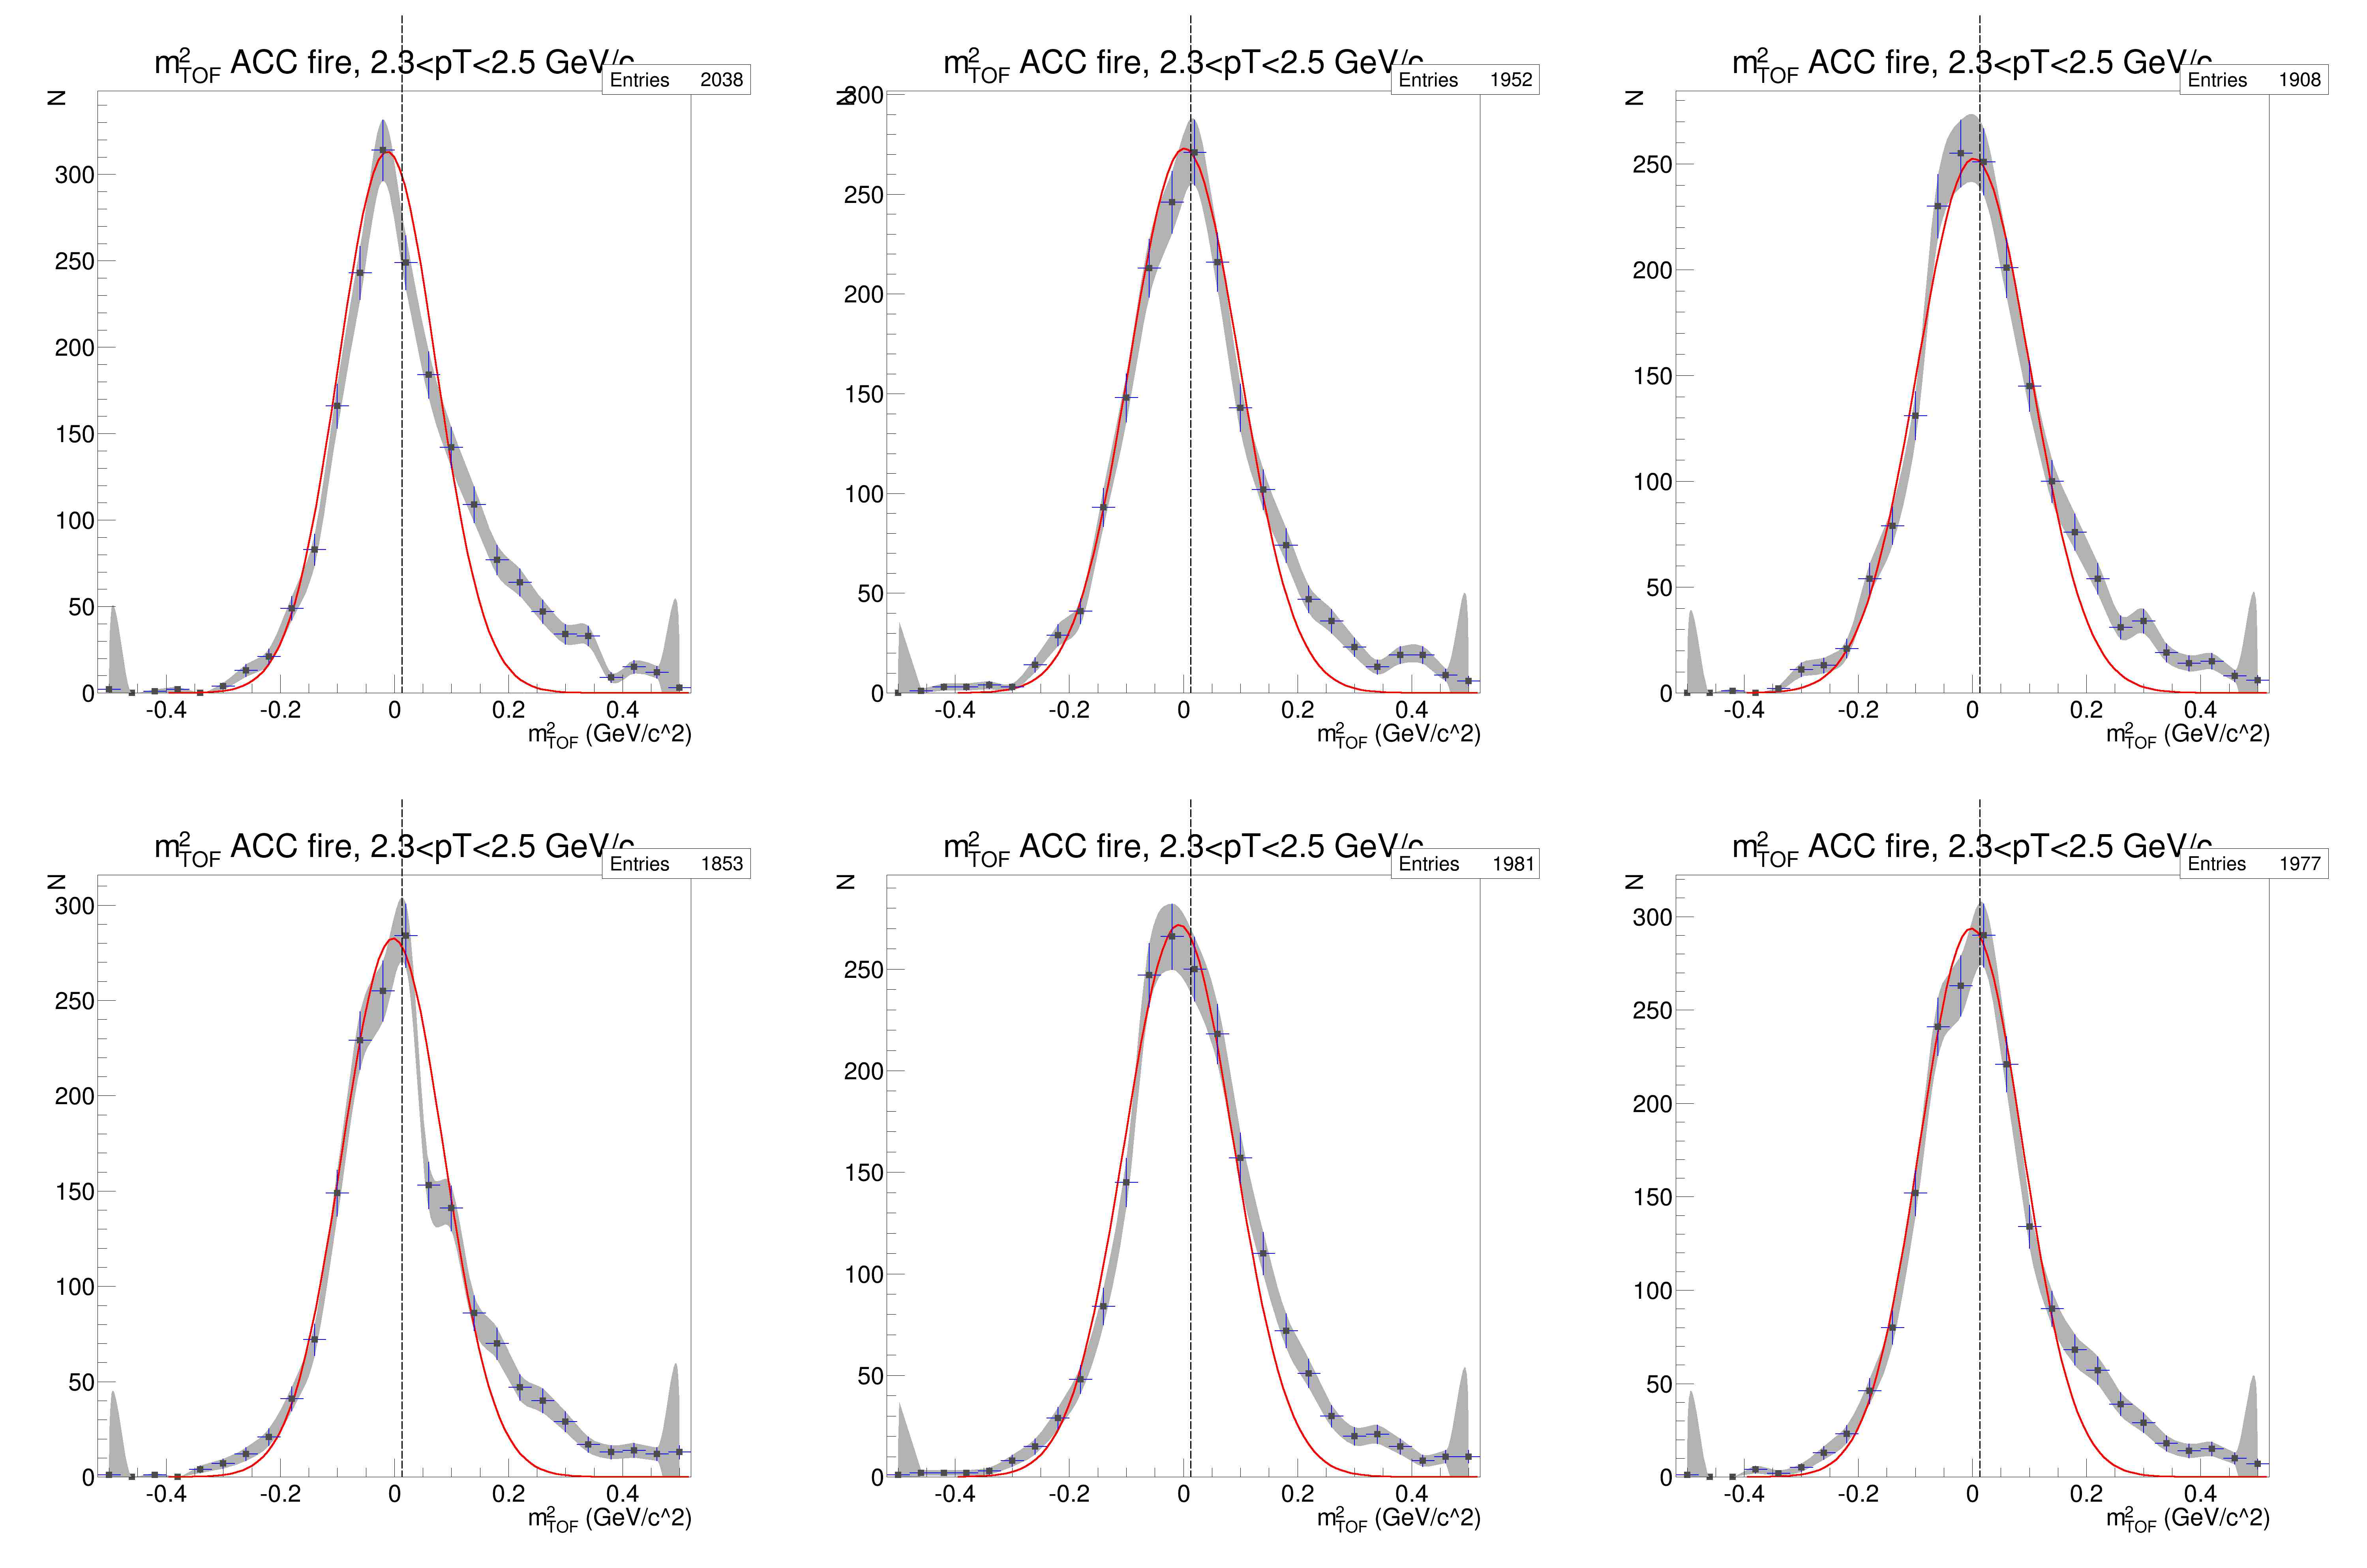 m²TOF ACC fire, 2.3<pT<2.5 GeV/c
Entries 2038
N
300
250
200
150
100
50
0
-0.4 -0.2 0 0.2 0.4
m²TOF (GeV/c^2)
m²TOF ACC fire, 2.3<pT<2.5 GeV/c
Entries 1952
N
300
250
200
150
100
50
0
-0.4 -0.2 0 0.2 0.4
m²TOF (GeV/c^2)
m²TOF ACC fire, 2.3<pT<2.5 GeV/c
Entries 1908
N
250
200
150
100
50
0
-0.4 -0.2 0 0.2 0.4
m²TOF (GeV/c^2)
m²TOF ACC fire, 2.3<pT<2.5 GeV/c
Entries 1853
N
300
250
200
150
100
50
0
-0.4 -0.2 0 0.2 0.4
m²TOF (GeV/c^2)
m²TOF ACC fire, 2.3<pT<2.5 GeV/c
Entries 1981
N
250
200
150
100
50
0
-0.4 -0.2 0 0.2 0.4
m²TOF (GeV/c^2)
m²TOF ACC fire, 2.3<pT<2.5 GeV/c
Entries 1977
N
300
250
200
150
100
50
0
-0.4 -0.2 0 0.2 0.4
m²TOF (GeV/c^2)